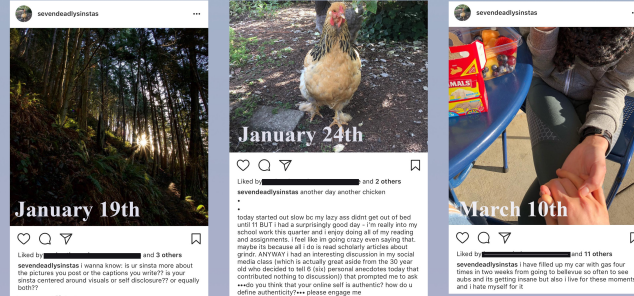 sevendeadlysinstas
January 19th
Liked by and 3 others
sevendeadlysinstas i wanna know: is ur sinsta more about
the pictures you post or the captions you write?? is your
sinsta centered around visuals or self disclosure?? or equally
both??
January 24th
Liked by and 2 others
sevendeadlysinstas another day another chicken
•
•
today started out slow bc my lazy ass didnt get out of bed
until 11 BUT i had a surprisingly good day - i'm really into my
school work this quarter and i enjoy doing all of my reading
and assignments. i feel like im going crazy even saying that.
maybe its because all i do is read scholarly articles about
grindr. ANYWAY i had an interesting discussion in my social
media class (which is actually great aside from the 30 year
old who decided to tell 6 (six) personal anecdotes today that
contributed nothing to discussion)) that prompted me to ask
•••do you think that your online self is authentic? how do u
define authenticity?••• please engage me
sevendeadlysinstas
MALS
March 10th
Liked by and 11 others
sevendeadlysinstas i have filled up my car with gas four
times in two weeks from going to bellevue so often to see
aubs and its getting insane but also i live for these moments
and i hate myself for it